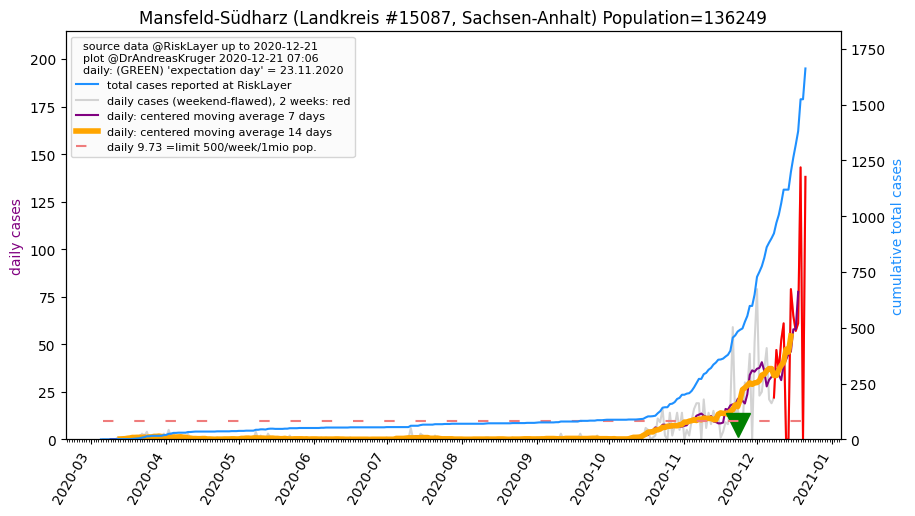 Mansfeld-Südharz (Landkreis #15087, Sachsen-Anhalt) Population=136249
source data @RiskLayer up to 2020-12-21
plot @DrAndreasKruger 2020-12-21 07:06
daily: (GREEN) 'expectation day' = 23.11.2020
total cases reported at RiskLayer
daily cases (weekend-flawed), 2 weeks: red
daily: centered moving average 7 days
daily: centered moving average 14 days
daily 9.73 =limit 500/week/1mio pop.
daily cases
200
175
150
125
100
75
50
25
0
1750
1500
1250
1000
750
500
250
0
cumulative total cases
2020-03
2020-04
2020-05
2020-06
2020-07
2020-08
2020-09
2020-10
2020-11
2020-12
2021-01